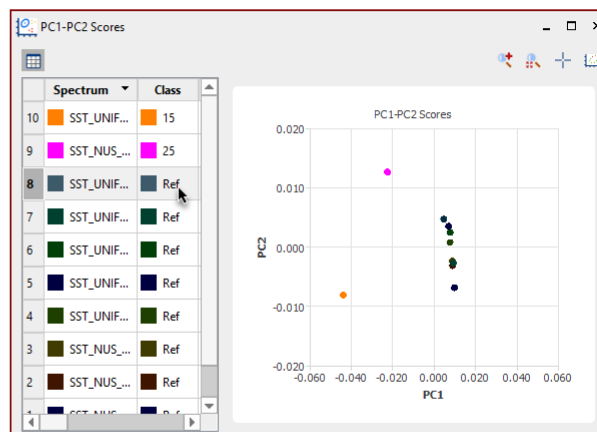 PC1-PC2 Scores
Spectrum Class
10 SST_UNIF... 15
9 SST_NUS_... 25
8 SST_UNIF... Ref
7 SST_UNIF... Ref
6 SST_UNIF... Ref
5 SST_UNIF... Ref
4 SST_UNIF... Ref
3 SST_NUS_... Ref
2 SST_NUS_... Ref
PC1-PC2 Scores
0.020
0.010
0.000
-0.010
-0.020
PC2
-0.060 -0.040 -0.020 0.000 0.020 0.040 0.060
PC1